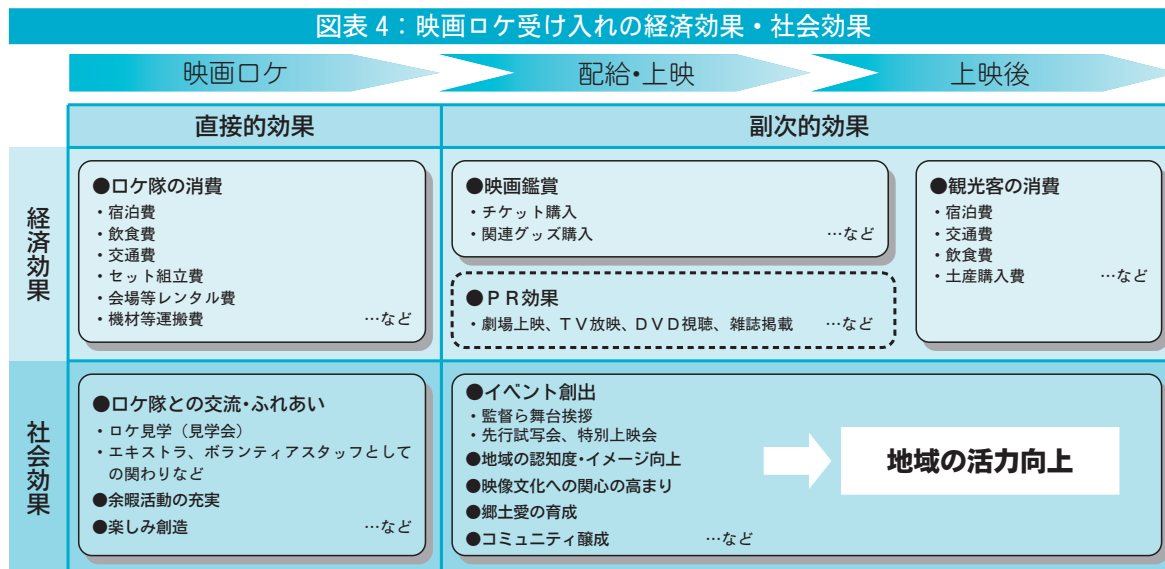 図表 4：映画ロケ受け入れの経済効果・社会効果
映画ロケ
配給・上映
上映後
直接的効果
副次的効果
経済効果
●ロケ隊の消費
・宿泊費
・飲食費
・交通費
・セット組立費
・会場等レンタル費
・機材等運搬費 …など
●映画鑑賞
・チケット購入
・関連グッズ購入 …など
●ＰＲ効果
・劇場上映、ＴＶ放映、ＤＶＤ視聴、雑誌掲載 …など
●観光客の消費
・宿泊費
・交通費
・飲食費
・土産購入費 …など
社会効果
●ロケ隊との交流・ふれあい
・ロケ見学（見学会）
・エキストラ、ボランティアスタッフとして
の関わりなど
●余暇活動の充実
●楽しみ創造 …など
●イベント創出
・監督ら舞台挨拶
・先行試写会、特別上映会
●地域の認知度・イメージ向上
●映像文化への関心の高まり
●郷土愛の育成
●コミュニティ醸成 …など
地域の活力向上